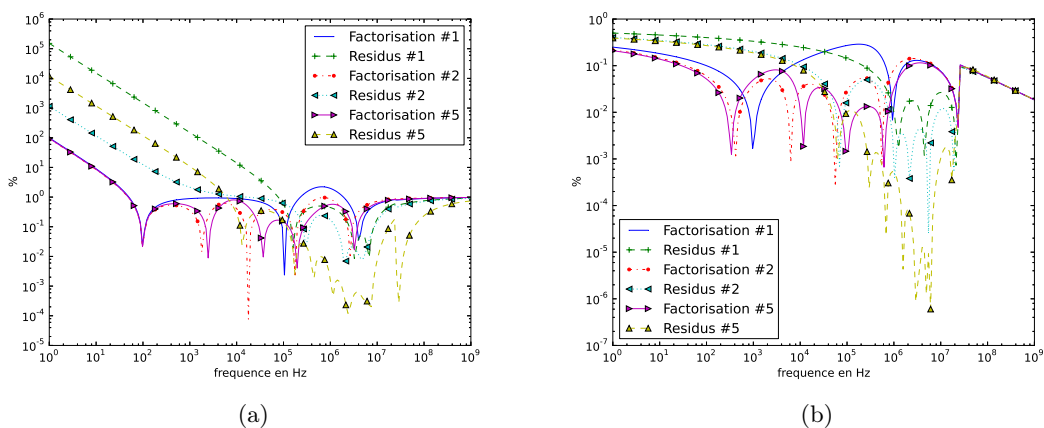 10^6
10^5
10^4
10^3
10^2
10^1
10^0
10^-1
10^-2
10^-3
10^-4
10^-5
%
10^0 10^1 10^2 10^3 10^4 10^5 10^6 10^7 10^8 10^9
frequence en Hz
Factorisation #1
Residus #1
Factorisation #2
Residus #2
Factorisation #5
Residus #5
(a)
10^0
10^-1
10^-2
10^-3
10^-4
10^-5
10^-6
10^-7
%
10^0 10^1 10^2 10^3 10^4 10^5 10^6 10^7 10^8 10^9
frequence en Hz
Factorisation #1
Residus #1
Factorisation #2
Residus #2
Factorisation #5
Residus #5
(b)